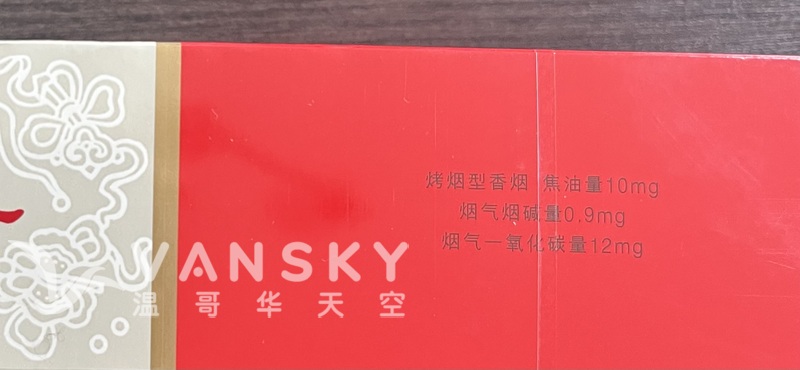 烤烟型香烟 焦油量10mg
烟气烟碱量0.9mg
烟气一氧化碳量12mg
VANSKY
温哥华天空